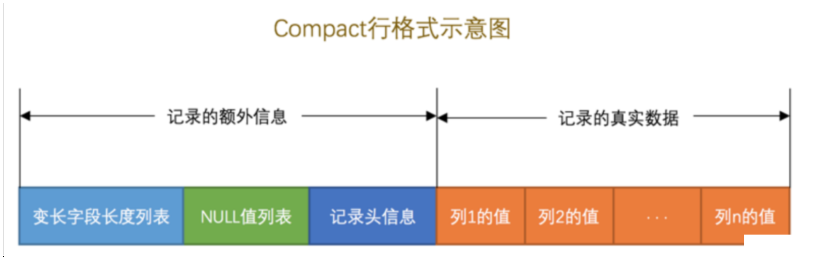 Compact行格式示意图
记录的额外信息
记录的真实数据
变长字段长度列表
NULL值列表
记录头信息
列1的值
列2的值
...
列n的值